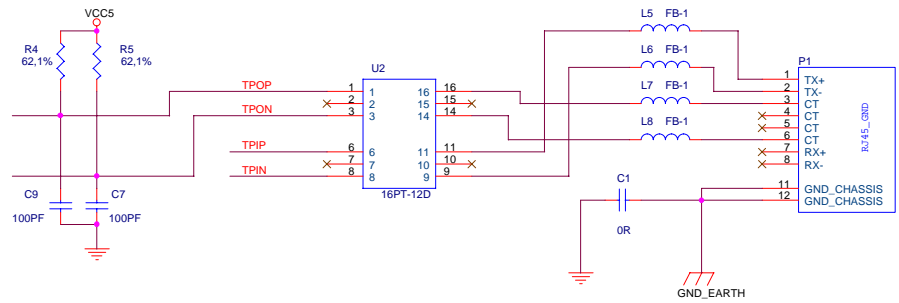 VCC5
R4
62,1%
R5
62,1%
C9
100PF
C7
100PF
TPOP
TPON
TPIP
TPIN
U2
1 1 16 16
2 2 15 15
3 3 14 14
6 6 11 11
7 7 10 10
8 8 9 9
16PT-12D
L5 FB-1
L6 FB-1
L7 FB-1
L8 FB-1
P1
1 TX+
2 TX-
3 CT
4 CT
5 CT
6 CT
7 RX+
8 RX-
11 GND_CHASSIS
12 GND_CHASSIS
RJ45_GND
C1
0R
GND_EARTH